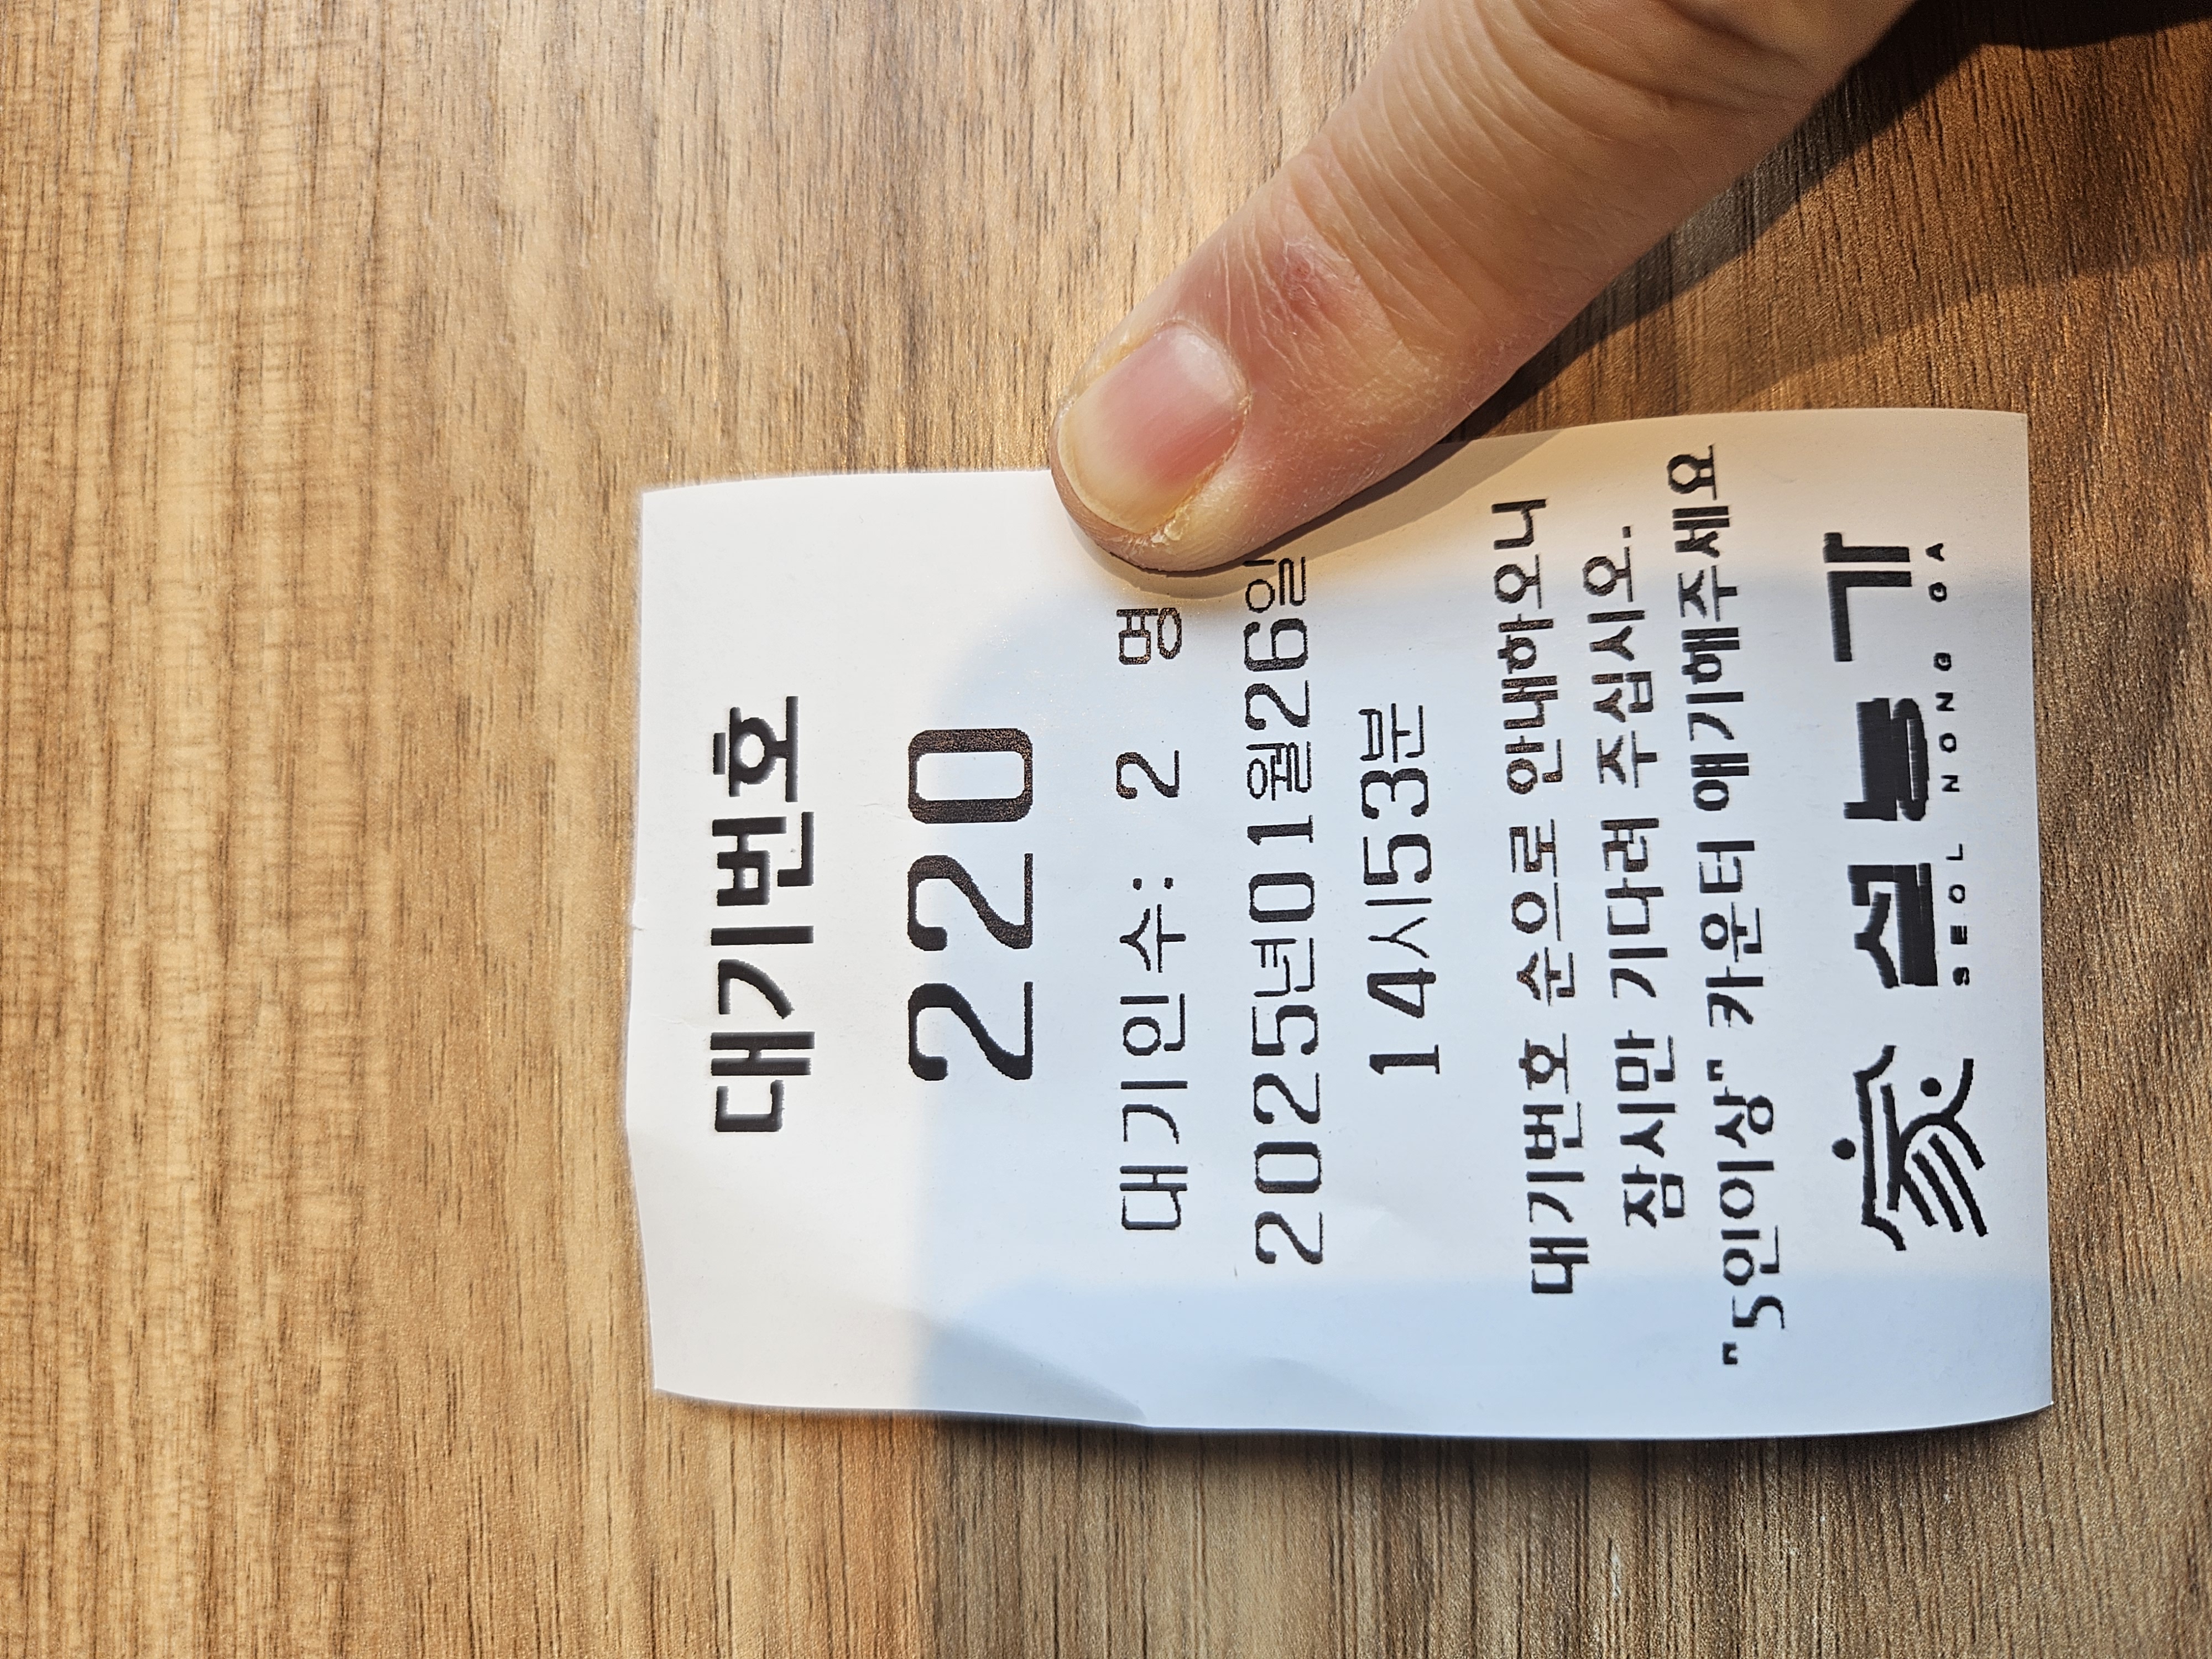 대기번호
220
대기인수: 2 명
2025년01월26일
14시53분
대기번호 순으로 안내하오니
잠시만 기다려 주십시오.
"5인이상" 카운터 얘기해주세요
家 설농가
SEOL NONG GA